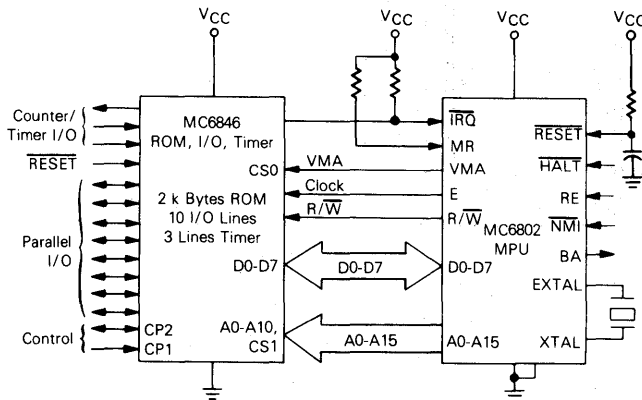 VCC
VCC
VCC
VCC
Counter/
Timer I/O
RESET
Parallel
I/O
Control
CP2
CP1
MC6846
ROM, I/O, Timer
CS0
2 k Bytes ROM
10 I/O Lines
3 Lines Timer
D0-D7
A0-A10,
CS1
VMA
Clock
R/W
D0-D7
A0-A15
IRQ
MR
VMA
E
R/W
MC6802
MPU
D0-D7
A0-A15
RESET
HALT
RE
NMI
BA
EXTAL
XTAL